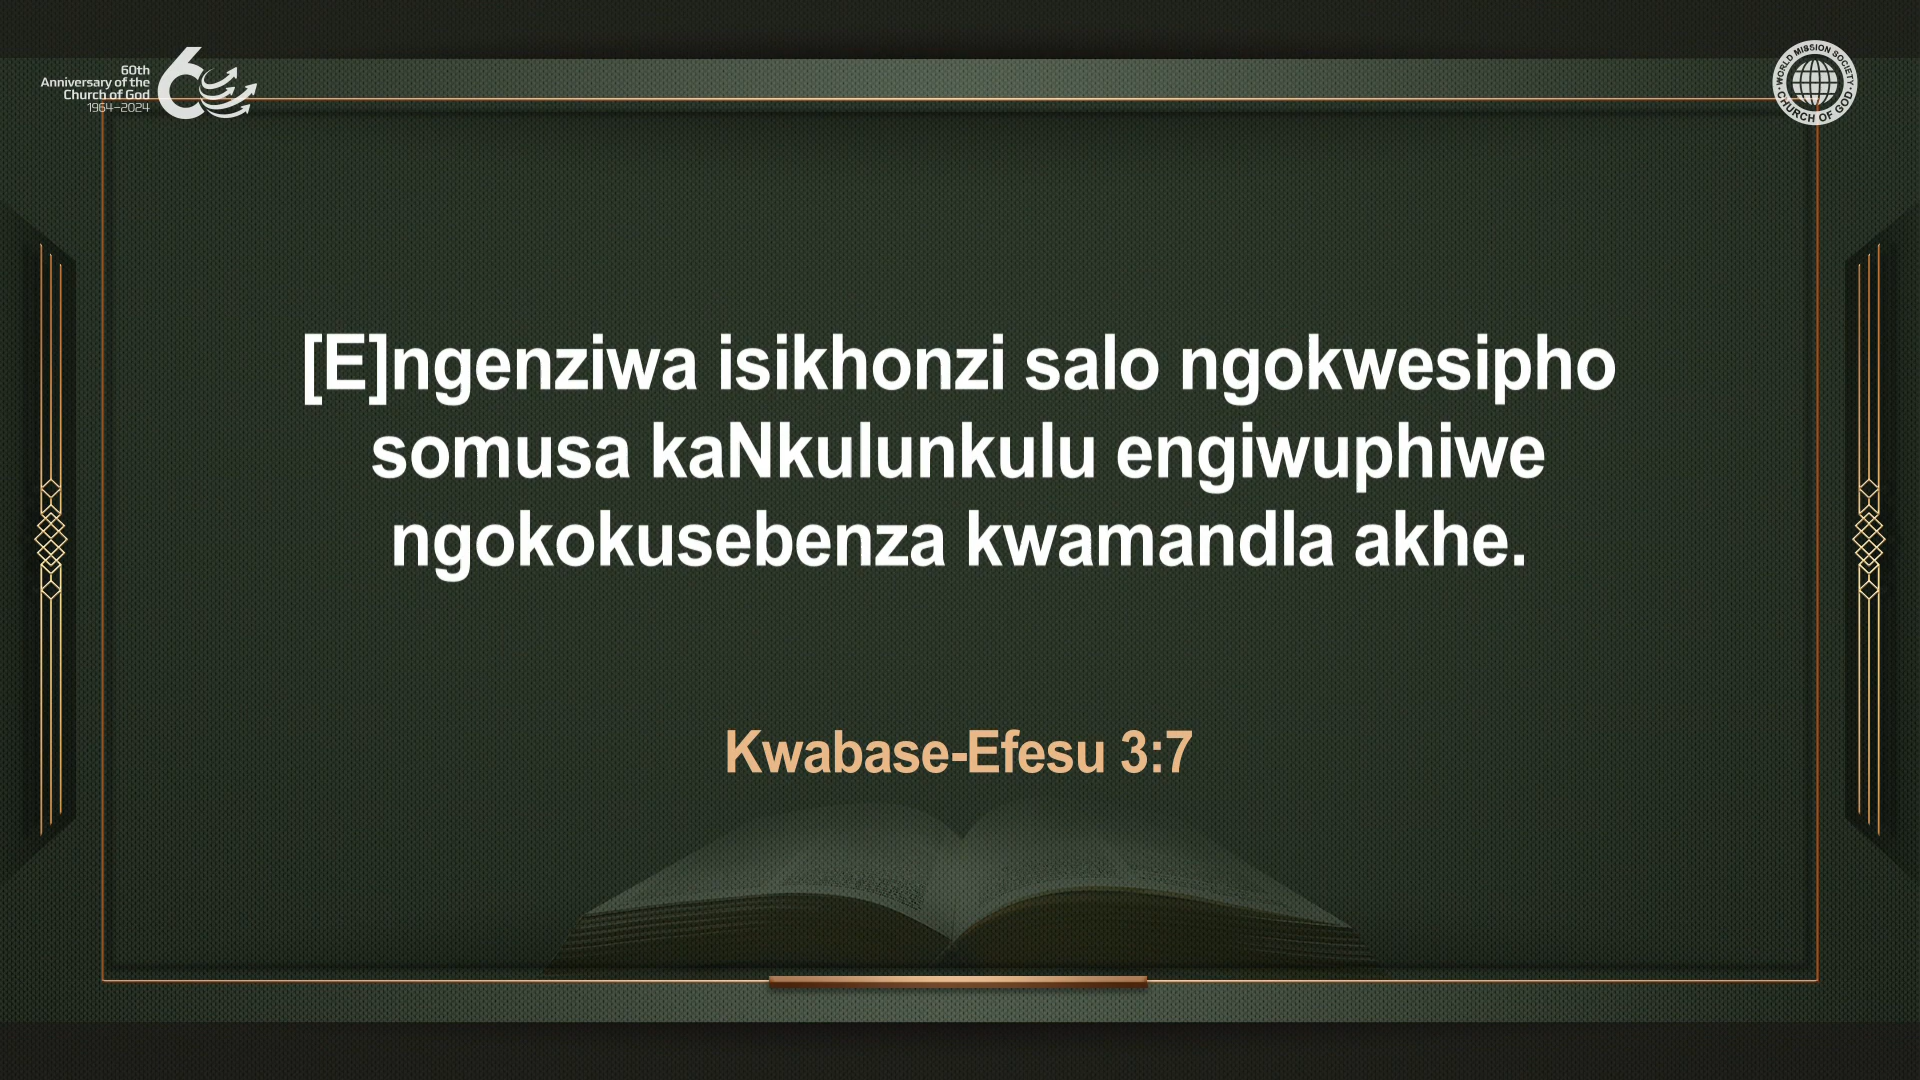 60th
Anniversary of the
Church of God
1964–2024
WORLD MISSION SOCIETY
CHURCH OF GOD
[E]ngenziwa isikhonzi salo ngokwesipho
somusa kaNkulunkulu engiwuphiwe
ngokokusebenza kwamandla akhe.
Kwabase-Efesu 3:7